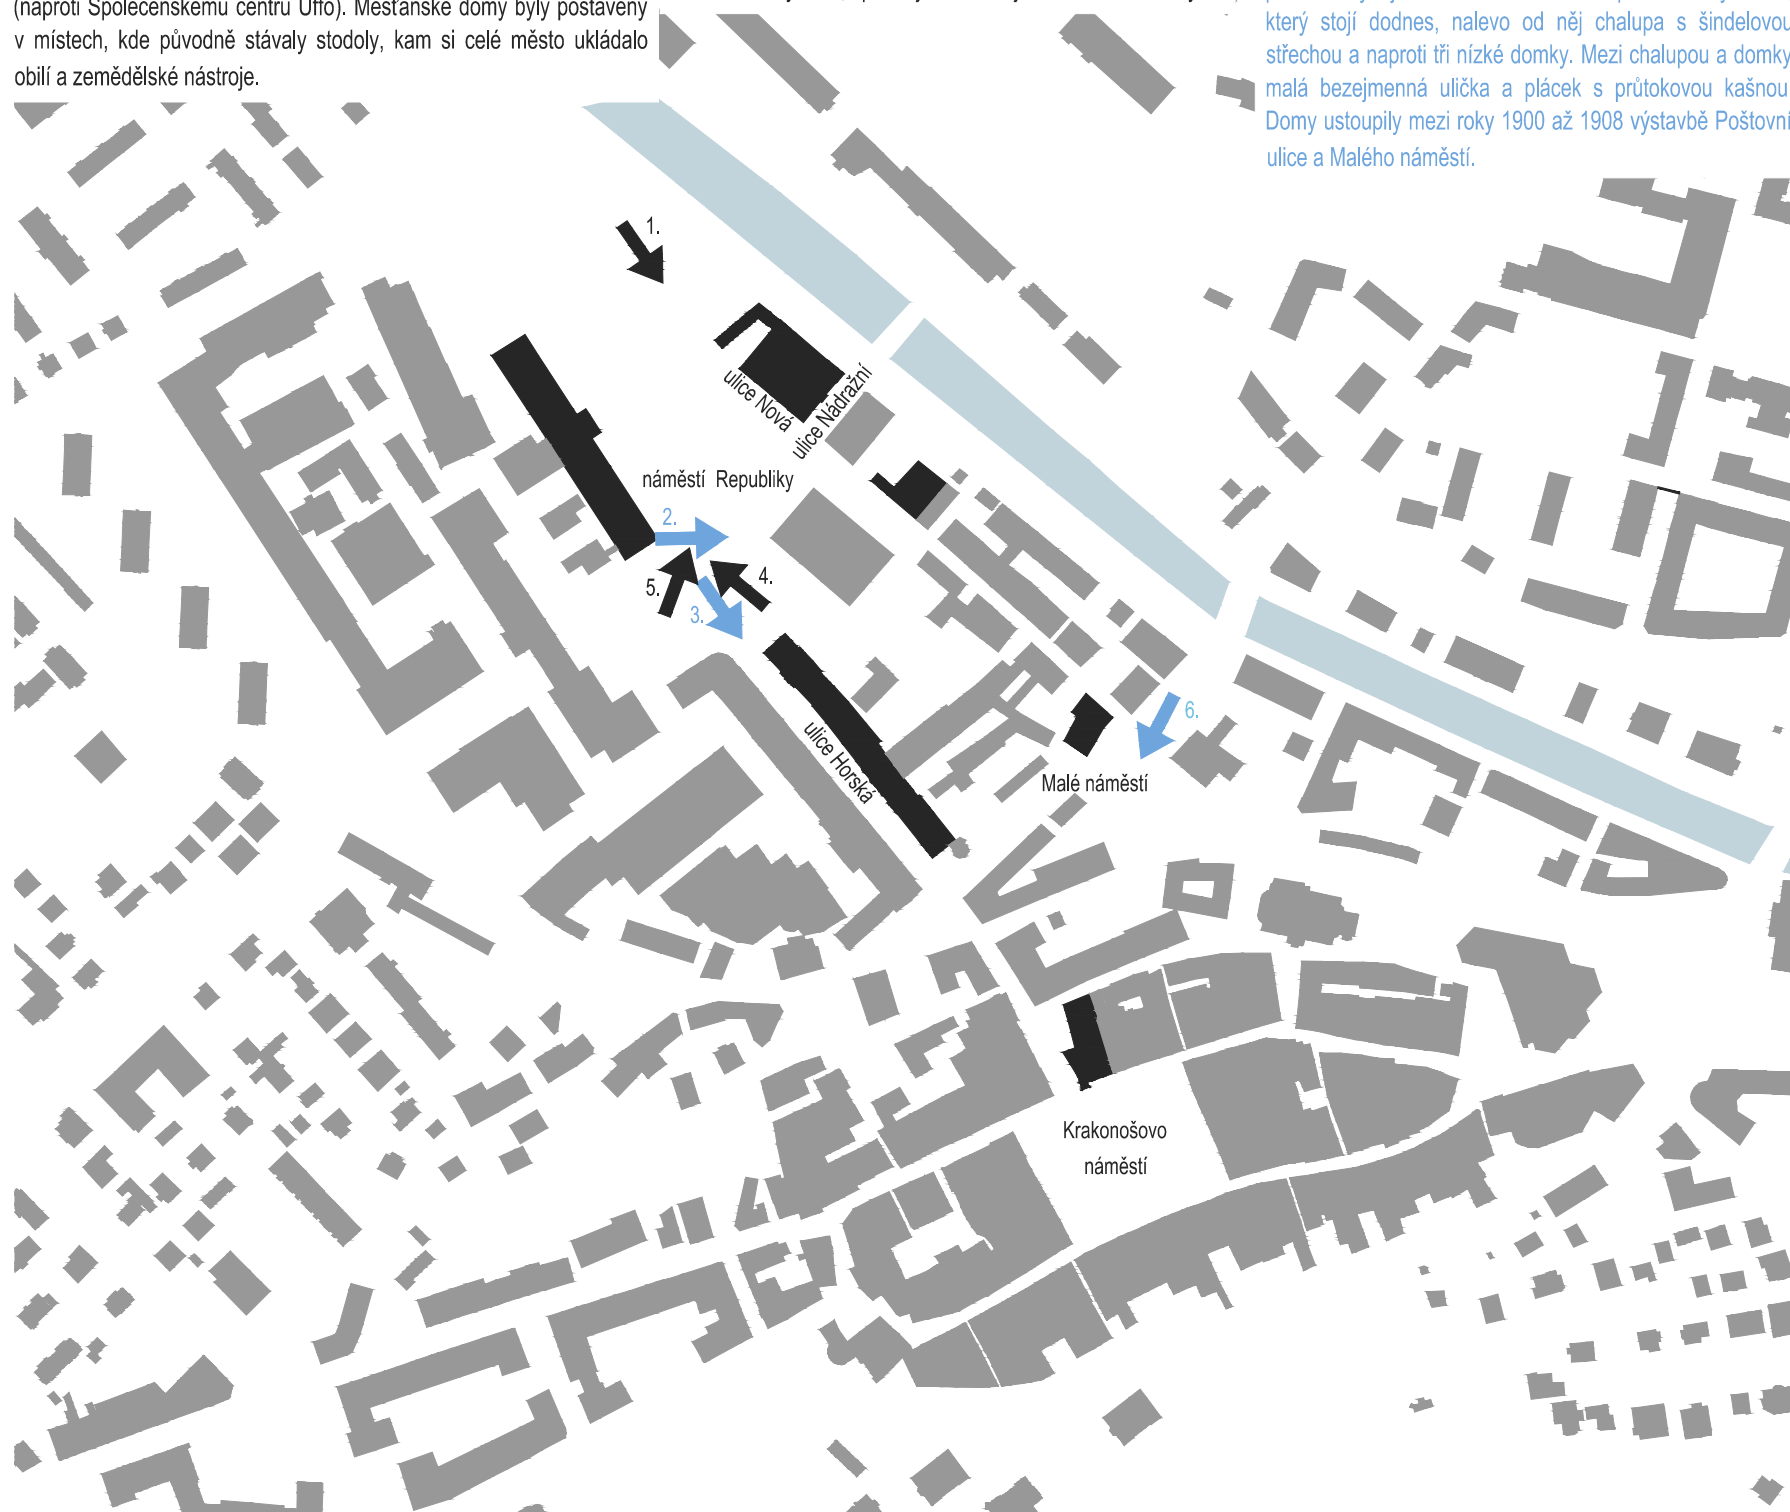 (naproti Společenskému centru Uffo). Měšťanské domy byly postaveny
v místech, kde původně stávaly stodoly, kam si celé město ukládalo
obilí a zemědělské nástroje.
který stojí dodnes, nalevo od něj chalupa s šindelovou
střechou a naproti tři nízké domky. Mezi chalupou a domky
malá bezejmenná ulička a plácek s průtokovou kašnou
Domy ustoupily mezi roky 1900 až 1908 výstavbě Poštovní
ulice a Malého náměstí.
1.
ulice Nová
ulice Nádražní
náměstí Republiky
2.
4.
5.
3.
6.
ulice Horská
Malé náměstí
Krakonošovo
náměstí